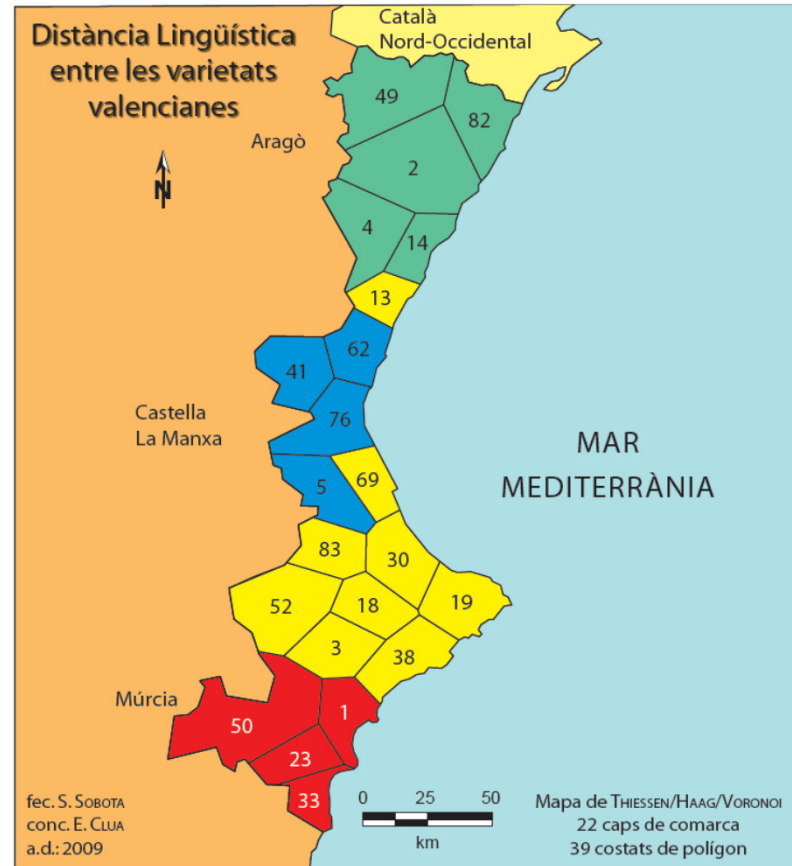 Distància Lingüística
entre les varietats
valencianes
Català
Nord-Occidental
Aragò
N
49
82
2
4
14
13
62
41
76
Castella
La Manxa
5
69
MAR
MEDITERRÀNIA
83
30
52
18
19
3
38
Múrcia
50
1
23
33
fec. S. SOBOTA
conc. E. CLUA
a.d.: 2009
0 25 50
km
Mapa de THIESSEN/HAAG/VORONOI
22 caps de comarca
39 costats de polígon